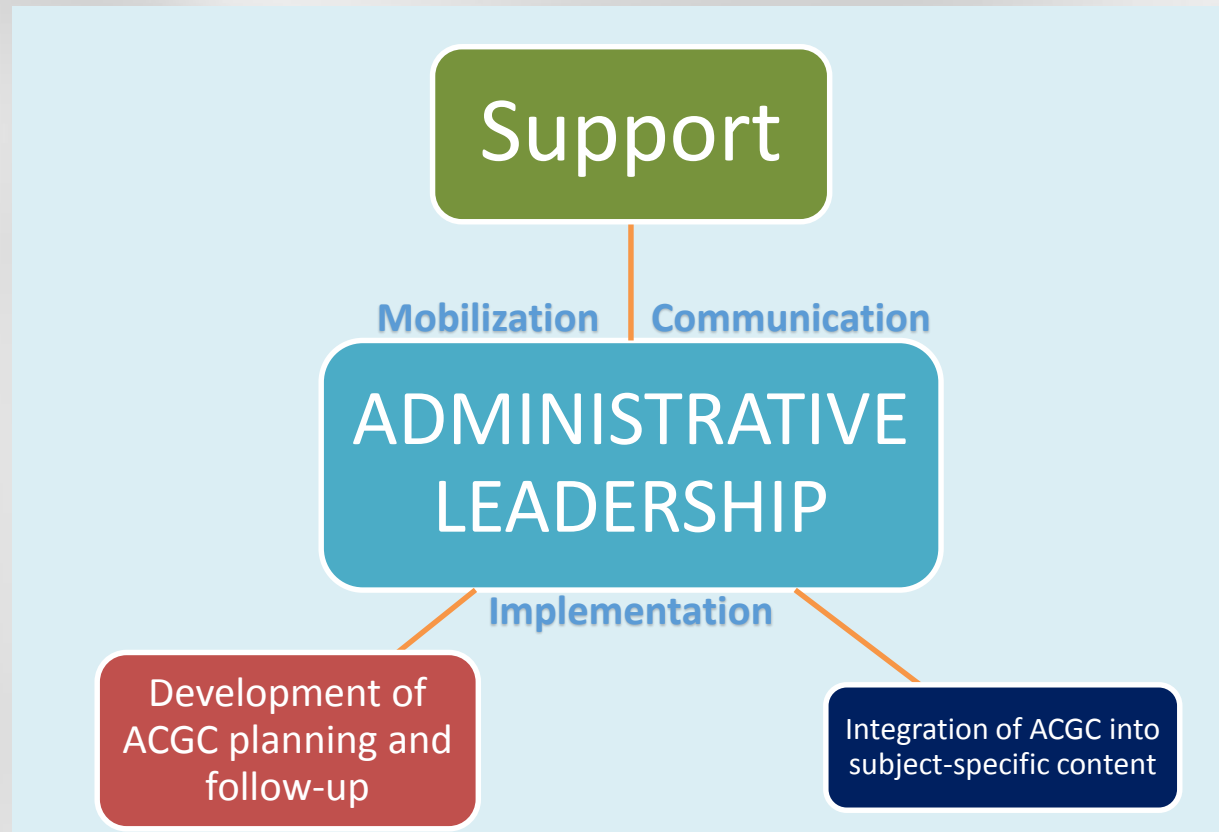 Support
Mobilization Communication
ADMINISTRATIVE
LEADERSHIP
Implementation
Development of
ACGC planning and
follow-up
Integration of ACGC into
subject-specific content